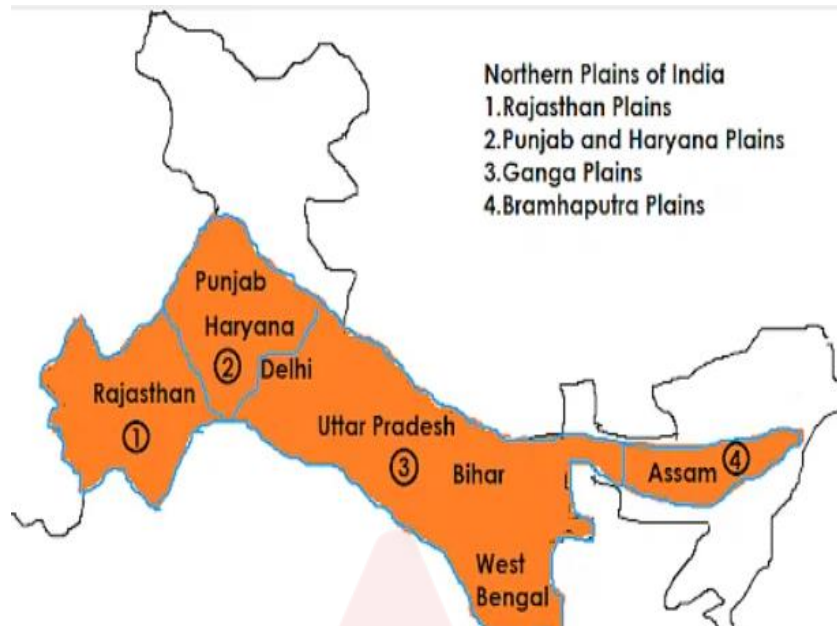 Northern Plains of India
1.Rajasthan Plains
2.Punjab and Haryana Plains
3.Ganga Plains
4.Bramhaputra Plains
Punjab
Haryana
2
Delhi
Rajasthan
1
Uttar Pradesh
3
Bihar
Assam 4
West
Bengal